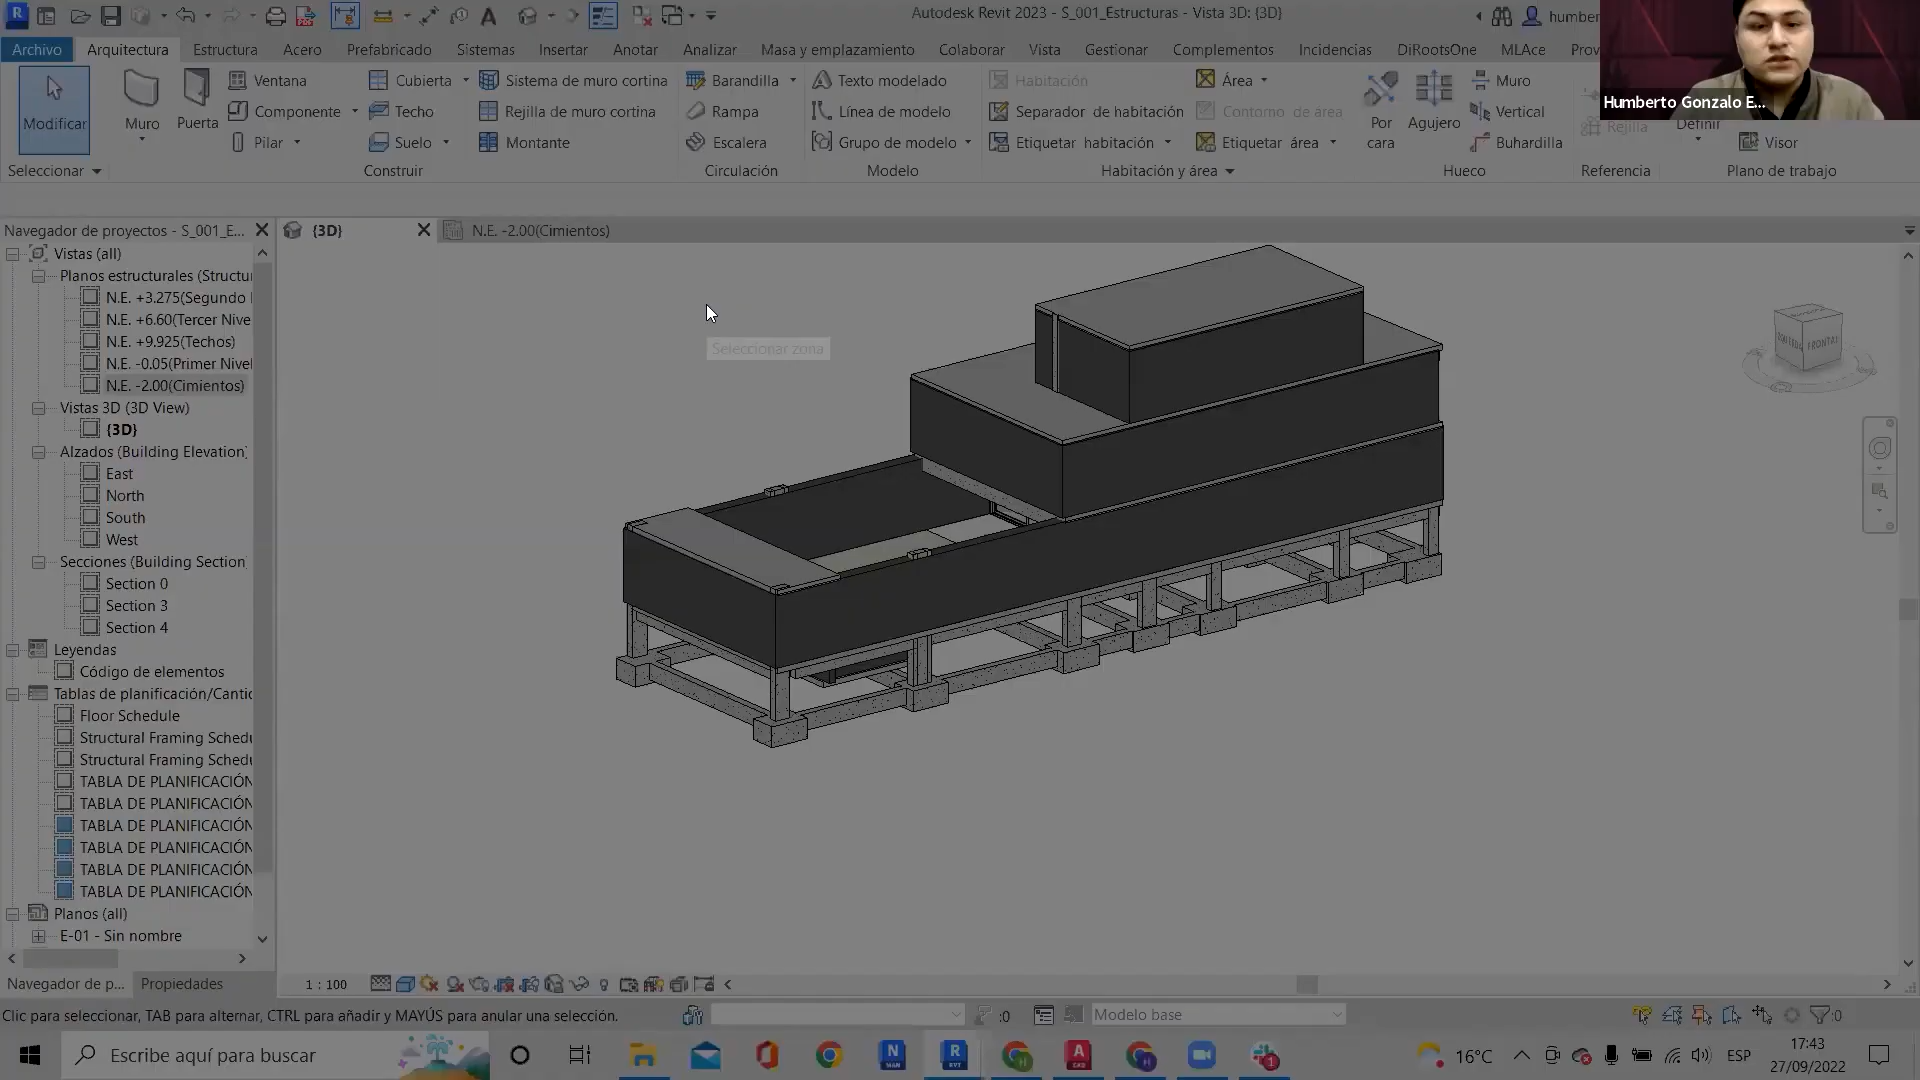 Autodesk Revit 2023 - S_001_Estructuras - Vista 3D: {3D}
Archivo Arquitectura Estructura Acero Prefabricado Sistemas Insertar Anotar Analizar Masa y emplazamiento Colaborar Vista Gestionar Complementos Incidencias DiRootsOne MLAce
Modificar
Muro
Puerta
Ventana
Componente
Pilar
Cubierta
Techo
Suelo
Sistema de muro cortina
Rejilla de muro cortina
Montante
Barandilla
Rampa
Escalera
Texto modelado
Línea de modelo
Grupo de modelo
Habitación
Separador de habitación
Etiquetar habitación
Área
Contorno de área
Etiquetar área
Por cara
Agujero
Muro
Vertical
Buhardilla
Rejilla
Definir
Visor
Humberto Gonzalo E...
Seleccionar Construir Circulación Modelo Habitación y área Hueco Referencia Plano de trabajo
Navegador de proyectos - S_001_E...
{3D}
N.E. -2.00(Cimientos)
Vistas (all)
Planos estructurales (Structu
N.E. +3.275(Segundo
N.E. +6.60(Tercer Nive
N.E. +9.925(Techos)
N.E. -0.05(Primer Nivel
N.E. -2.00(Cimientos)
Vistas 3D (3D View)
{3D}
Alzados (Building Elevation)
East
North
South
West
Secciones (Building Section)
Section 0
Section 3
Section 4
Leyendas
Código de elementos
Tablas de planificación/Cantid
Floor Schedule
Structural Framing Schedu
Structural Framing Schedu
TABLA DE PLANIFICACIÓN
TABLA DE PLANIFICACIÓN
TABLA DE PLANIFICACIÓN
TABLA DE PLANIFICACIÓN
TABLA DE PLANIFICACIÓN
TABLA DE PLANIFICACIÓN
Planos (all)
E-01 - Sin nombre
Seleccionar zona
FRONTAL
Navegador de p... Propiedades
1 : 100
Clic para seleccionar, TAB para alternar, CTRL para añadir y MAYÚS para anular una selección.
:0
Modelo base
:0
Escribe aquí para buscar
16°C
ESP
17:43
27/09/2022